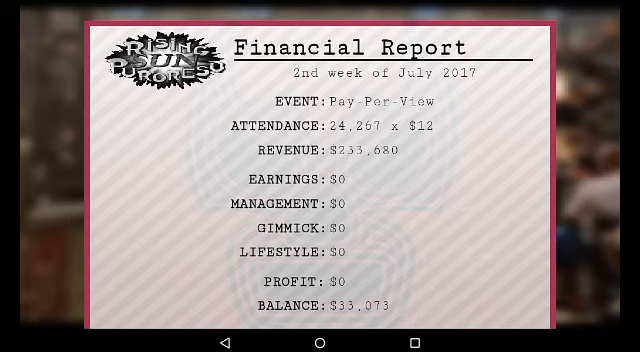 RISING
SUN
PURORESU
Financial Report
2nd week of July 2017
EVENT: Pay-Per-View
ATTENDANCE: 24,267 x $12
REVENUE: $233,680
EARNINGS: $0
MANAGEMENT: $0
GIMMICK: $0
LIFESTYLE: $0
PROFIT: $0
BALANCE: $33,073